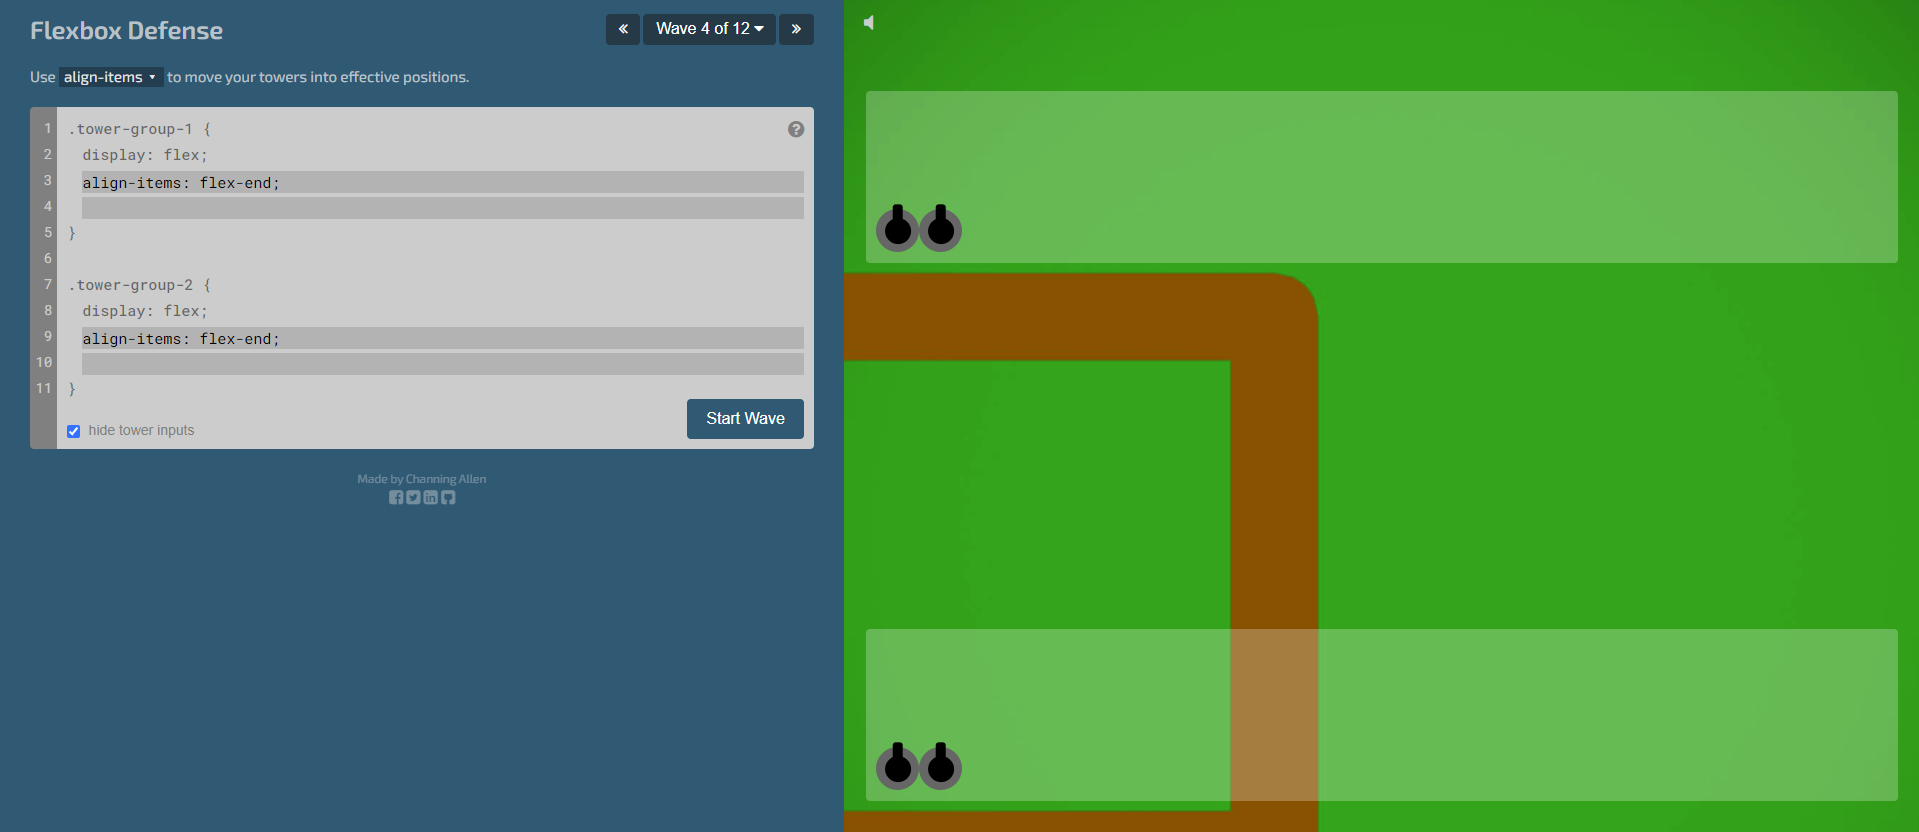 Flexbox Defense
« Wave 4 of 12 »
Use align-items to move your towers into effective positions.
1 .tower-group-1 {
2 display: flex;
3 align-items: flex-end;
4
5 }
6
7 .tower-group-2 {
8 display: flex;
9 align-items: flex-end;
10
11 }
?
hide tower inputs
Start Wave
Made by Channing Allen